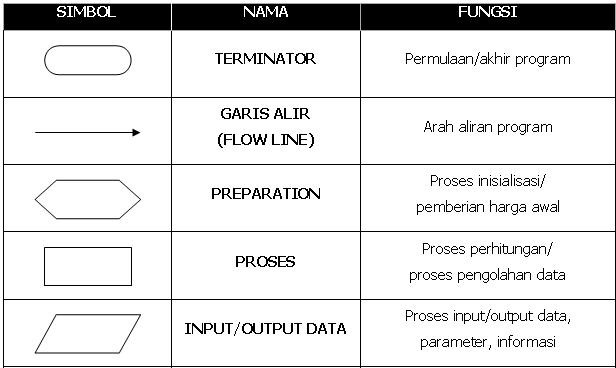 SIMBOL NAMA FUNGSI
TERMINATOR Permulaan/akhir program
GARIS ALIR
(FLOW LINE)
Arah aliran program
PREPARATION
Proses inisialisasi/
pemberian harga awal
PROSES
Proses perhitungan/
proses pengolahan data
INPUT/OUTPUT DATA
Proses input/output data,
parameter, informasi